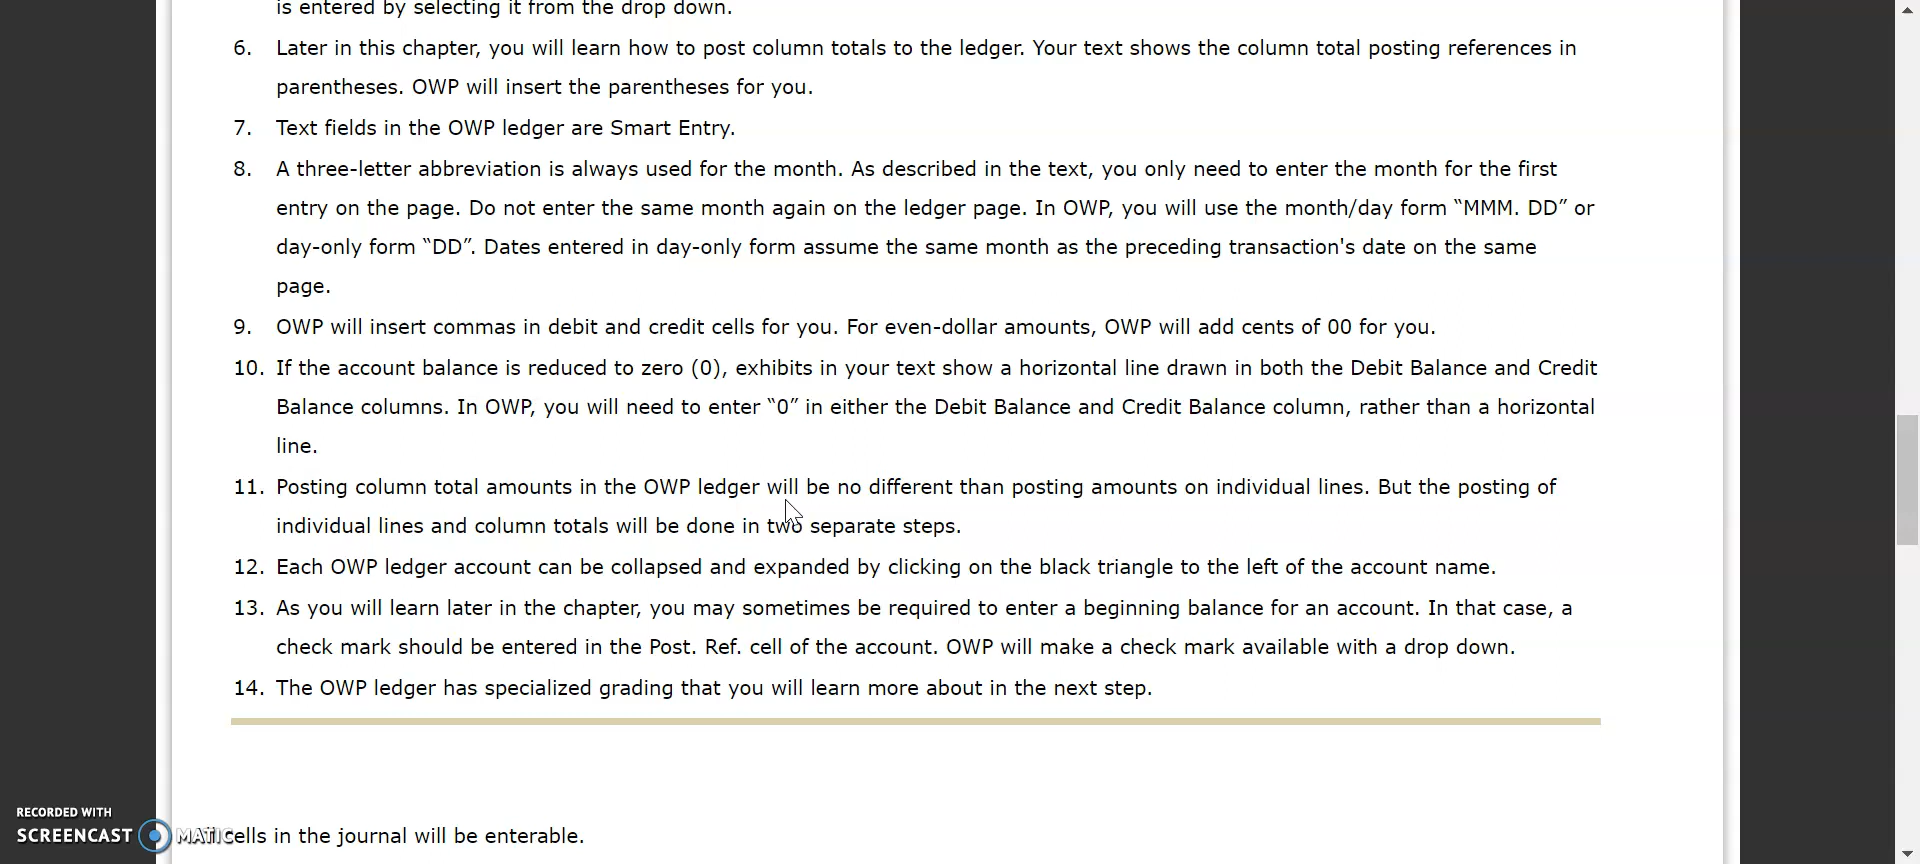 is entered by selecting it from the drop down.
6. Later in this chapter, you will learn how to post column totals to the ledger. Your text shows the column total posting references in
parentheses. OWP will insert the parentheses for you.
7. Text fields in the OWP ledger are Smart Entry.
8. A three-letter abbreviation is always used for the month. As described in the text, you only need to enter the month for the first
entry on the page. Do not enter the same month again on the ledger page. In OWP, you will use the month/day form “MMM. DD” or
day-only form “DD”. Dates entered in day-only form assume the same month as the preceding transaction's date on the same
page.
9. OWP will insert commas in debit and credit cells for you. For even-dollar amounts, OWP will add cents of 00 for you.
10. If the account balance is reduced to zero (0), exhibits in your text show a horizontal line drawn in both the Debit Balance and Credit
Balance columns. In OWP, you will need to enter “0” in either the Debit Balance and Credit Balance column, rather than a horizontal
line.
11. Posting column total amounts in the OWP ledger will be no different than posting amounts on individual lines. But the posting of
individual lines and column totals will be done in two separate steps.
12. Each OWP ledger account can be collapsed and expanded by clicking on the black triangle to the left of the account name.
13. As you will learn later in the chapter, you may sometimes be required to enter a beginning balance for an account. In that case, a
check mark should be entered in the Post. Ref. cell of the account. OWP will make a check mark available with a drop down.
14. The OWP ledger has specialized grading that you will learn more about in the next step.
RECORDED WITH
SCREENCAST MATIC
cells in the journal will be enterable.